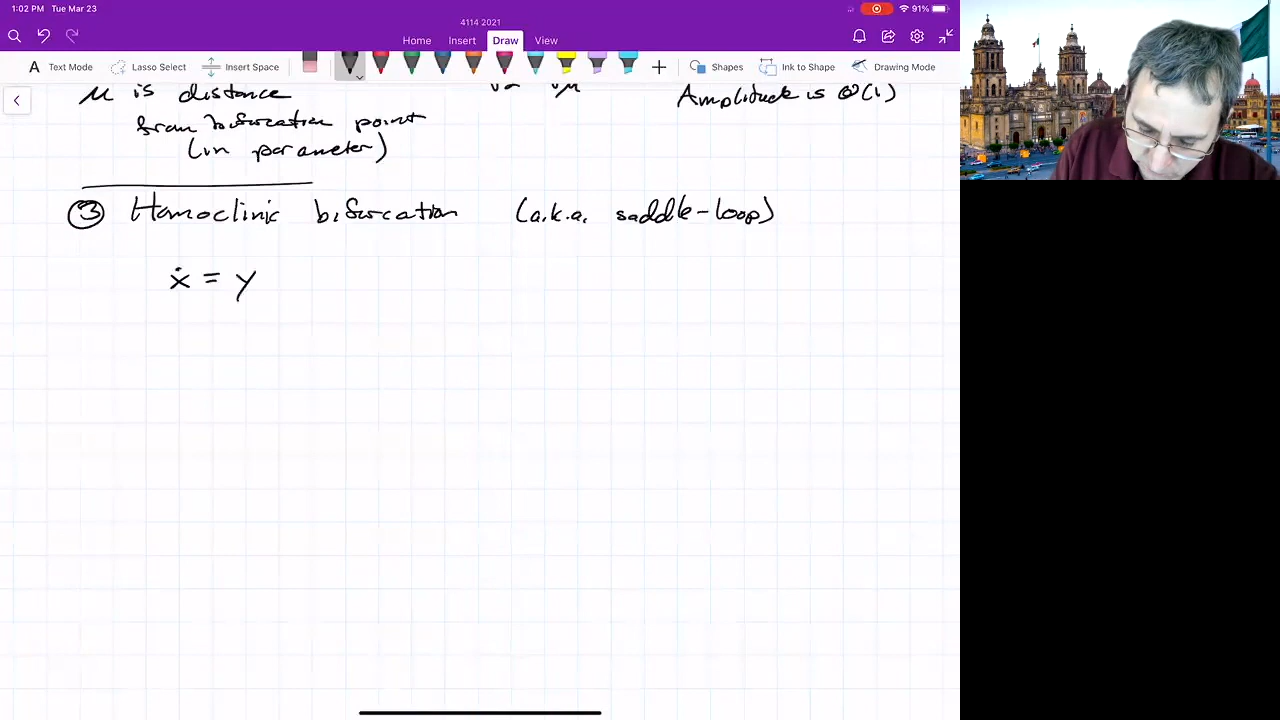 1:02 PM Tue Mar 23
91%
4114 2021
Home Insert Draw View
Text Mode Lasso Select Insert Space Shapes Ink to Shape Drawing Mode
μ is distance
from bifurcation point
(in parameter)
Amplitude is O(1)
③ Homoclinic bifurcation (a.k.a. saddle-loop)
ẋ = y